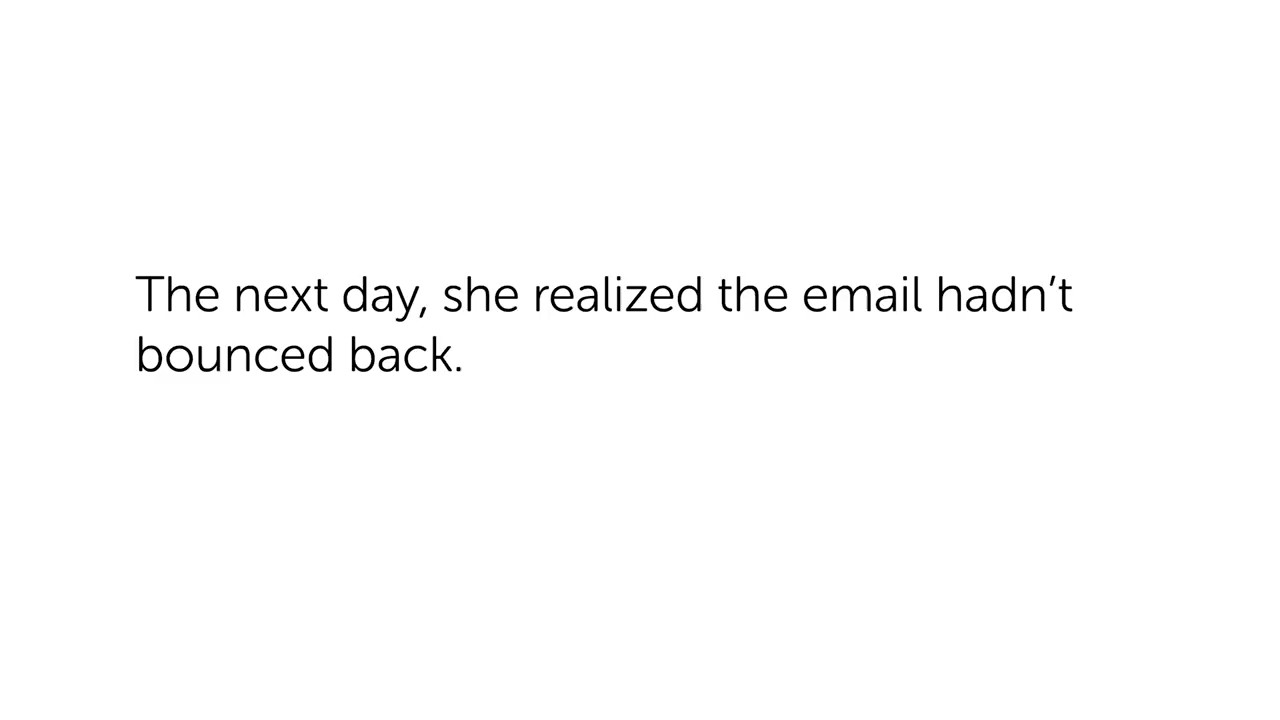 The next day, she realized the email hadn’t
bounced back.